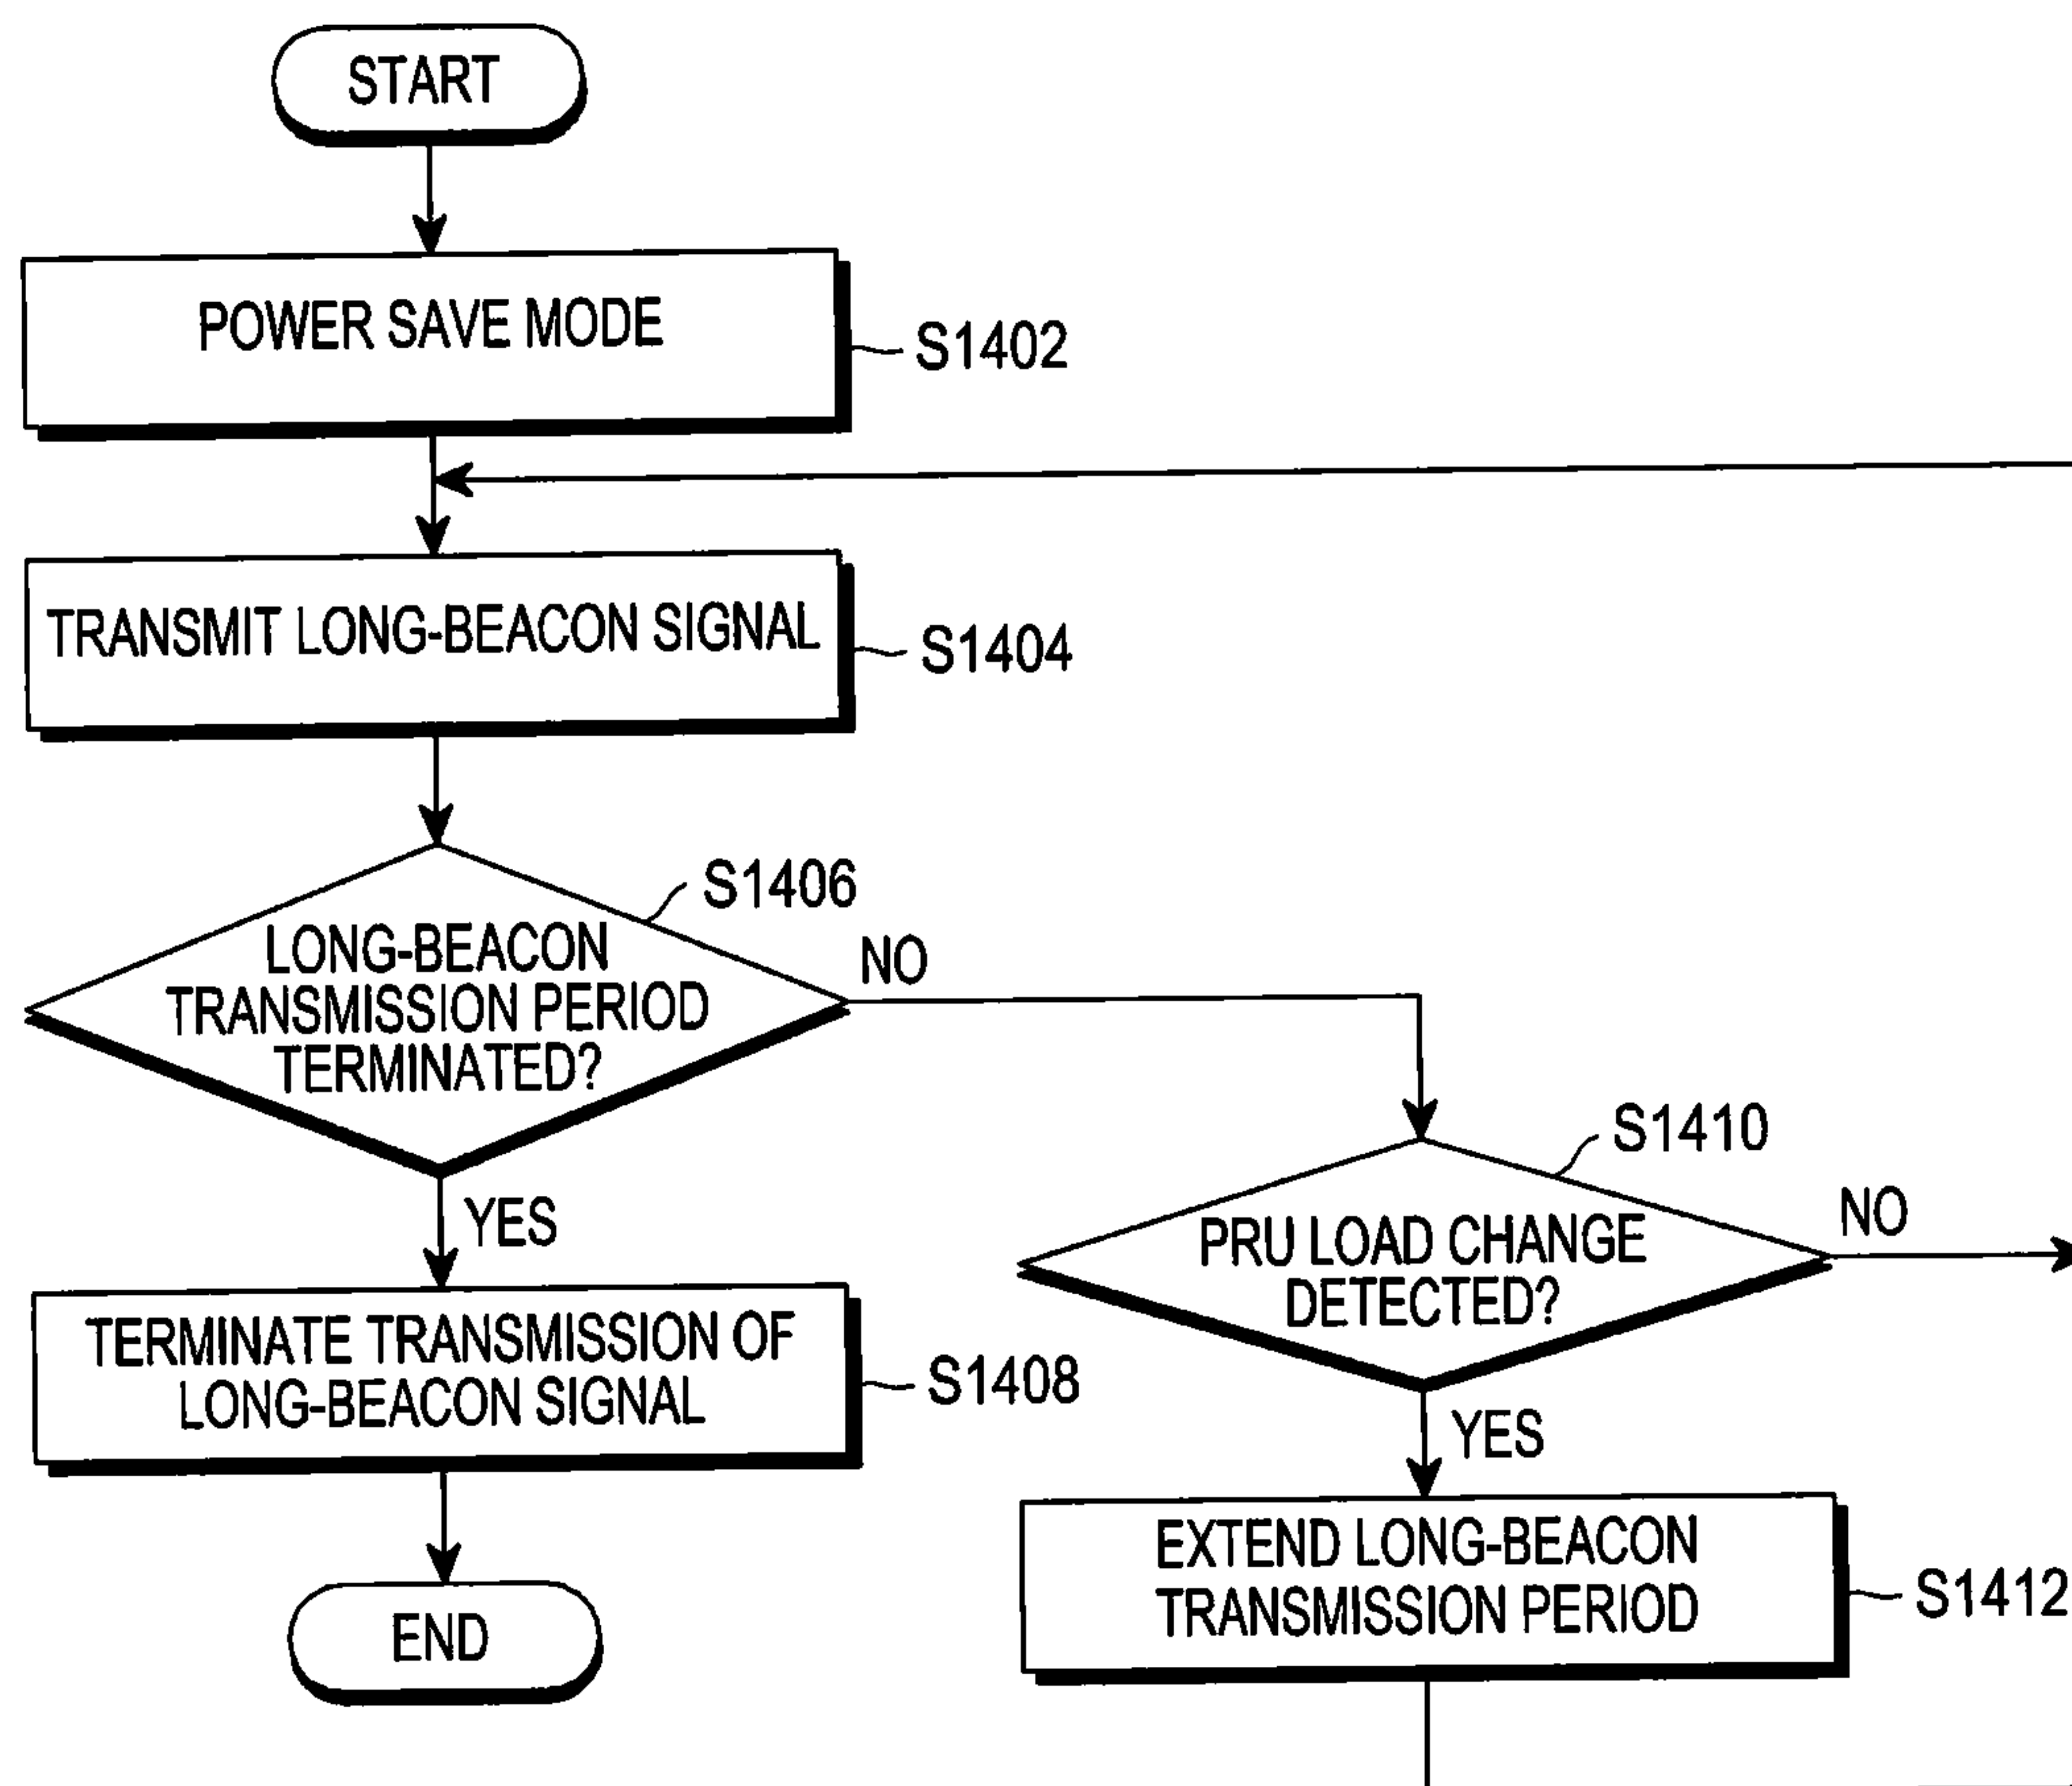 START
POWER SAVE MODE
S1402
TRANSMIT LONG-BEACON SIGNAL
S1404
S1406
LONG-BEACON
TRANSMISSION PERIOD
TERMINATED?
NO
YES
S1410
PRU LOAD CHANGE
DETECTED?
NO
YES
TERMINATE TRANSMISSION OF
LONG-BEACON SIGNAL
S1408
EXTEND LONG-BEACON
TRANSMISSION PERIOD
S1412
END